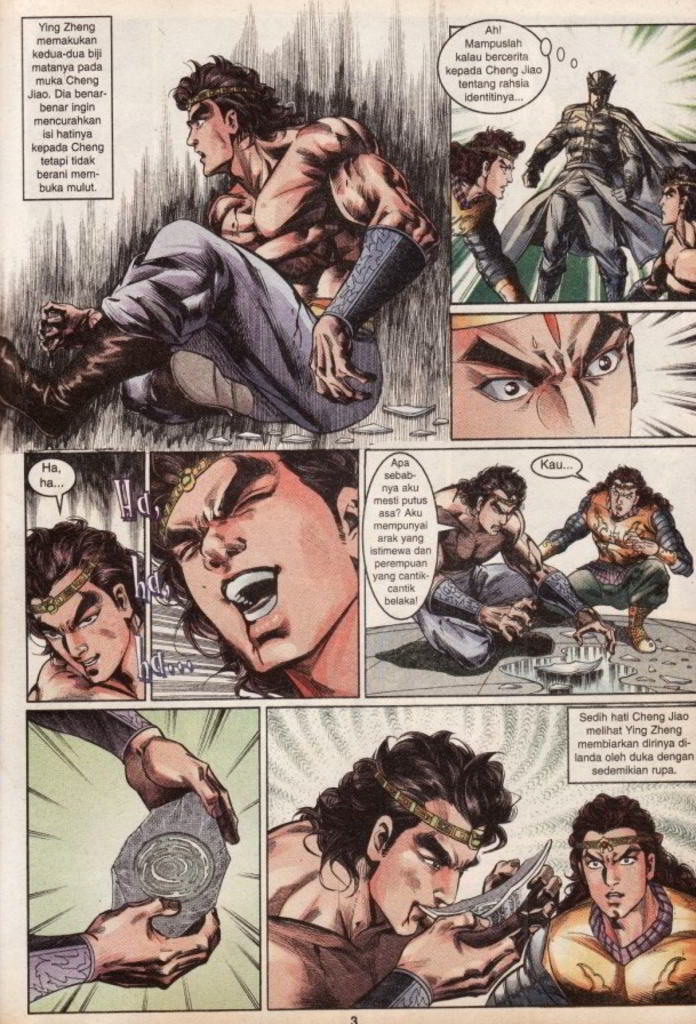 Ying Zheng
memakukan
kedua-dua biji
matanya pada
muka Cheng
Jiao. Dia benar-
benar ingin
mencurahkan
isi hatinya
kepada Cheng
tetapi tidak
berani mem-
buka mulut.
Ah!
Mampuslah
kalau bercerita
kepada Cheng Jiao
tentang rahsia
identitinya...
Ha,
ha...
Ha,
ha,
ha...
Apa
sebab-
nya aku
mesti putus
asa? Aku
mempunyai
arak yang
istimewa dan
perempuan
yang cantik-
cantik
belaka!
Kau...
Sedih hati Cheng Jiao
melihat Ying Zheng
membiarkan dirinya di-
landa oleh duka dengan
sedemikian rupa.
3